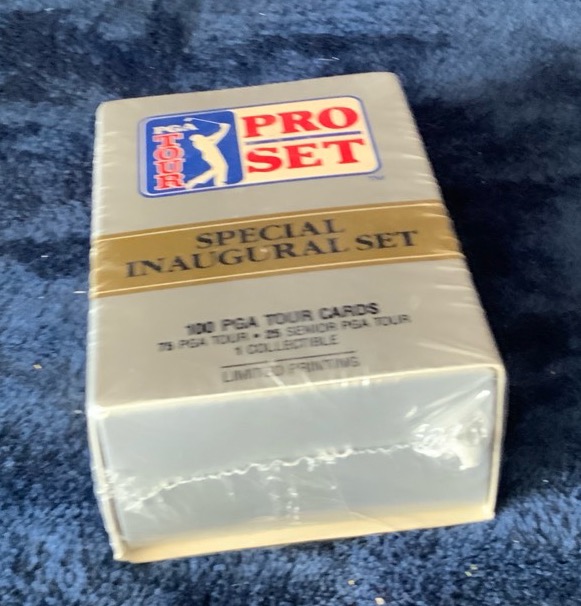 PGA TOUR
PRO
SET
™
SPECIAL
INAUGURAL SET
100 PGA TOUR CARDS
75 PGA TOUR • 25 SENIOR PGA TOUR
1 COLLECTIBLE
LIMITED PRINTING